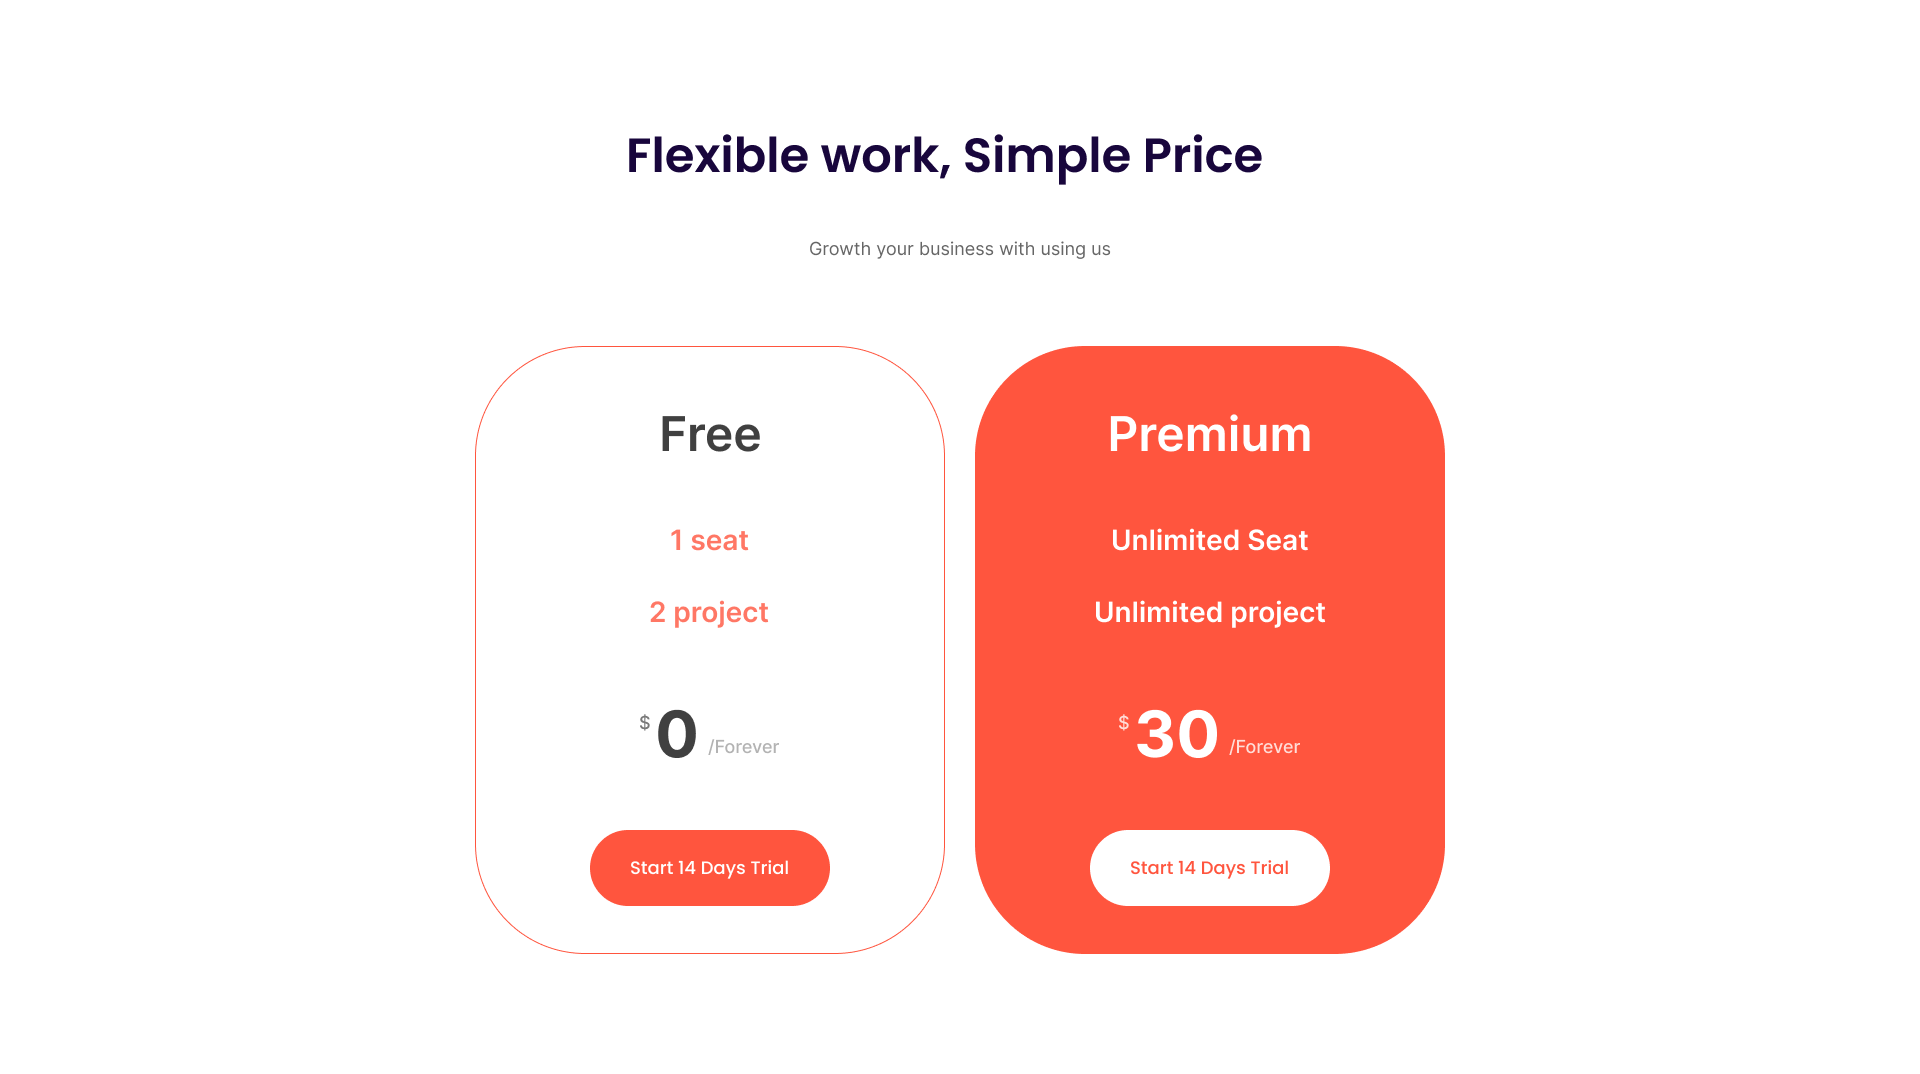 Flexible work, Simple Price
Growth your business with using us
Free
1 seat
2 project
$ 0 /Forever
Start 14 Days Trial
Premium
Unlimited Seat
Unlimited project
$ 30 /Forever
Start 14 Days Trial